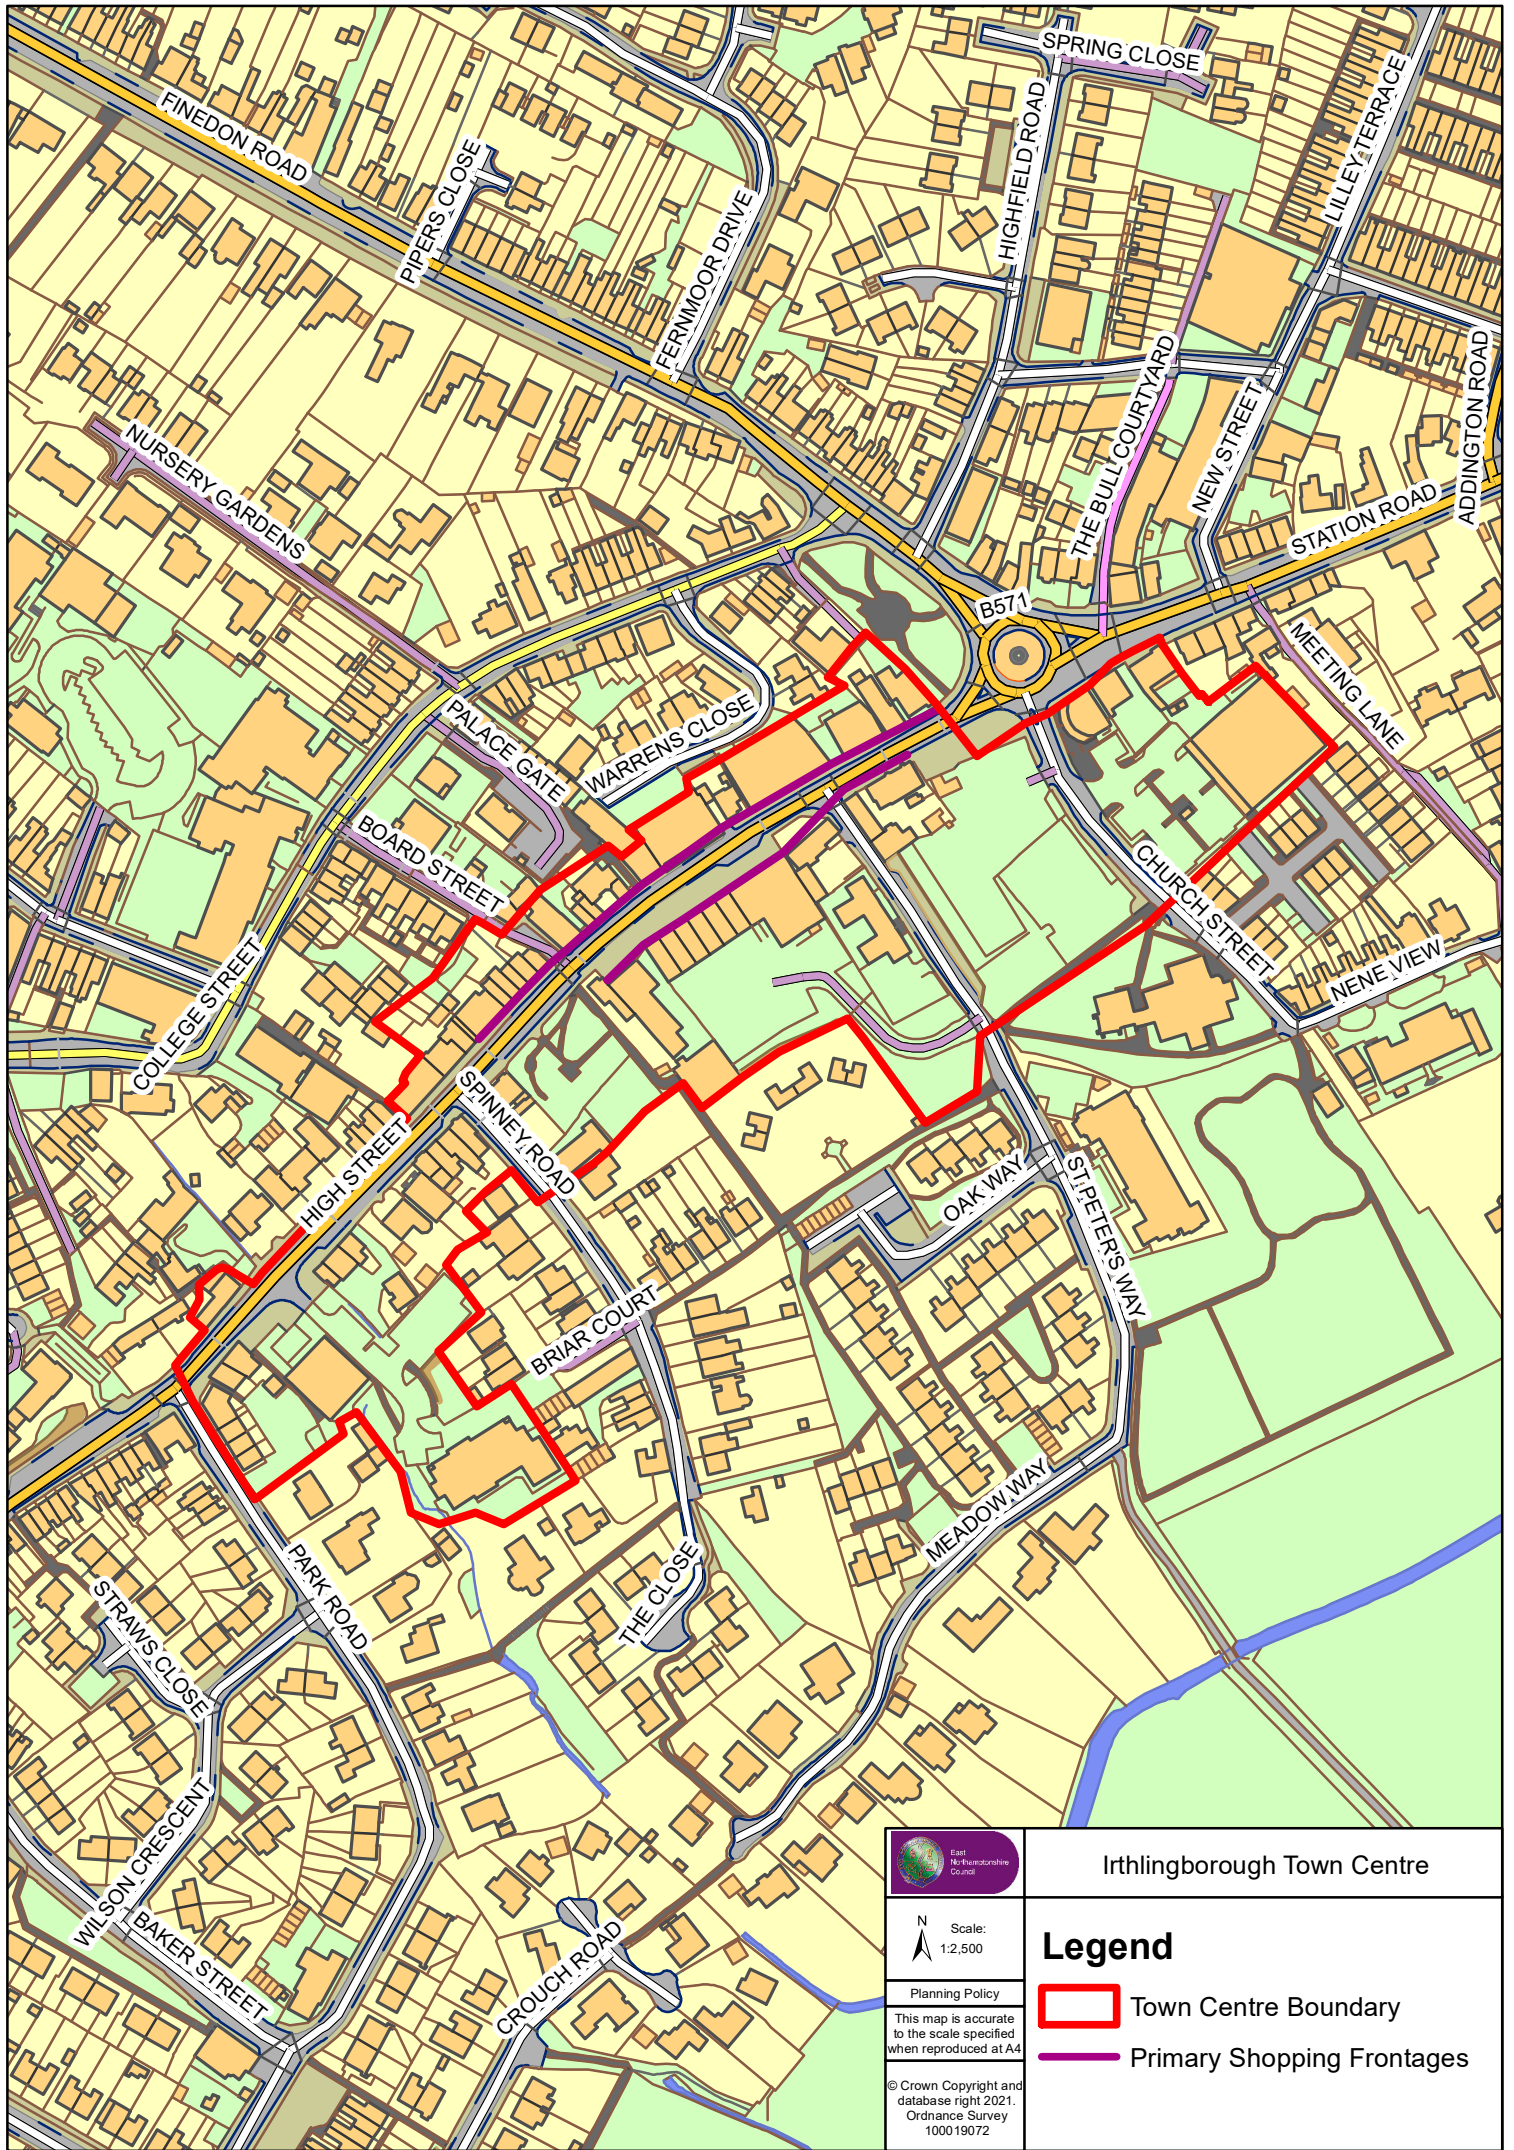 SPRING CLOSE
FINEDON ROAD
LILLEY TERRACE
HIGHFIELD ROAD
PIPERS CLOSE
FERNMOOR DRIVE
THE BULL COURTYARD
ADDINGTON ROAD
NEW STREET
NURSERY GARDENS
STATION ROAD
B571
MEETING LANE
PALACE GATE
WARRENS CLOSE
BOARD STREET
CHURCH STREET
COLLEGE STREET
NENE VIEW
SPINNEY ROAD
HIGH STREET
OAK WAY
ST PETER'S WAY
BRIAR COURT
MEADOW WAY
PARK ROAD
THE CLOSE
STRAWS CLOSE
WILSON CRESCENT
BAKER STREET
CROUCH ROAD
East
Northamptonshire
Council
Irthlingborough Town Centre
N
Scale:
1:2,500
Legend
Planning Policy
Town Centre Boundary
This map is accurate
to the scale specified
when reproduced at A4
Primary Shopping Frontages
© Crown Copyright and
database right 2021.
Ordnance Survey
100019072